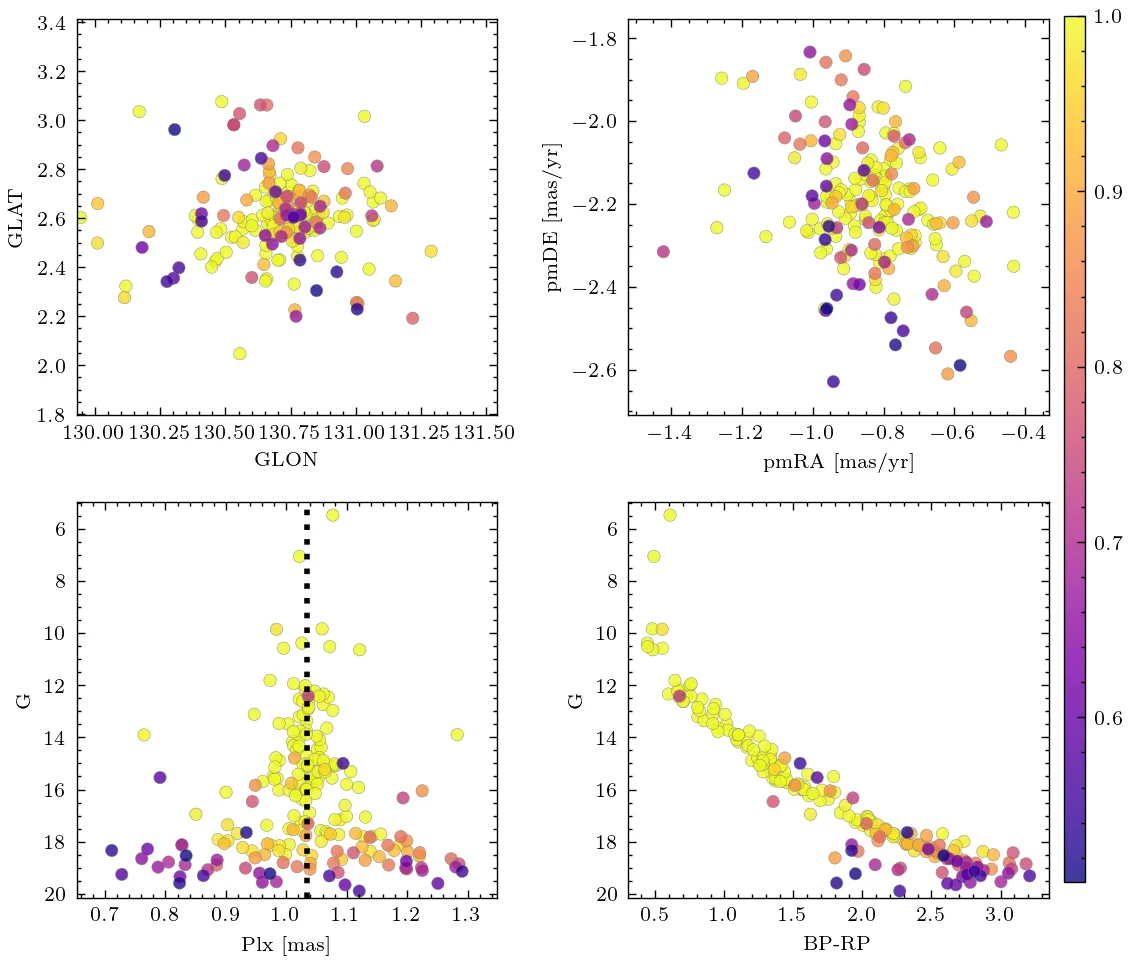 3.4
3.2
3.0
2.8
2.6
2.4
2.2
2.0
1.8
GLAT
130.00 130.25 130.50 130.75 131.00 131.25 131.50
GLON
−1.8
−2.0
−2.2
−2.4
−2.6
pmDE [mas/yr]
−1.4 −1.2 −1.0 −0.8 −0.6 −0.4
pmRA [mas/yr]
1.0
0.9
0.8
0.7
0.6
6
8
10
12
14
16
18
20
G
0.7 0.8 0.9 1.0 1.1 1.2 1.3
Plx [mas]
6
8
10
12
14
16
18
20
G
0.5 1.0 1.5 2.0 2.5 3.0
BP-RP